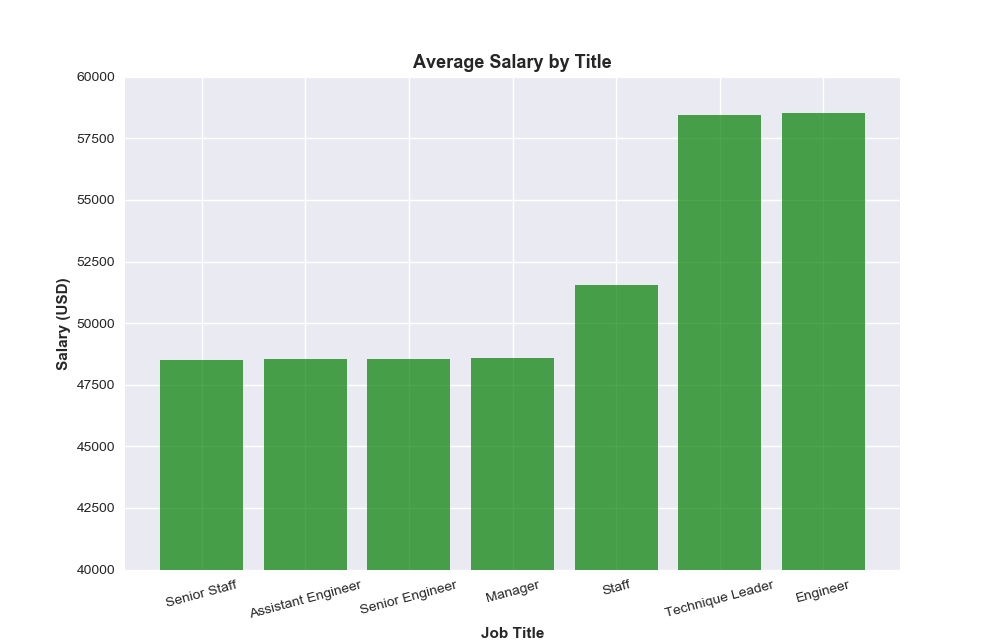 Average Salary by Title
60000
57500
55000
52500
50000
47500
45000
42500
40000
Salary (USD)
Senior Staff
Assistant Engineer
Senior Engineer
Manager
Staff
Technique Leader
Engineer
Job Title